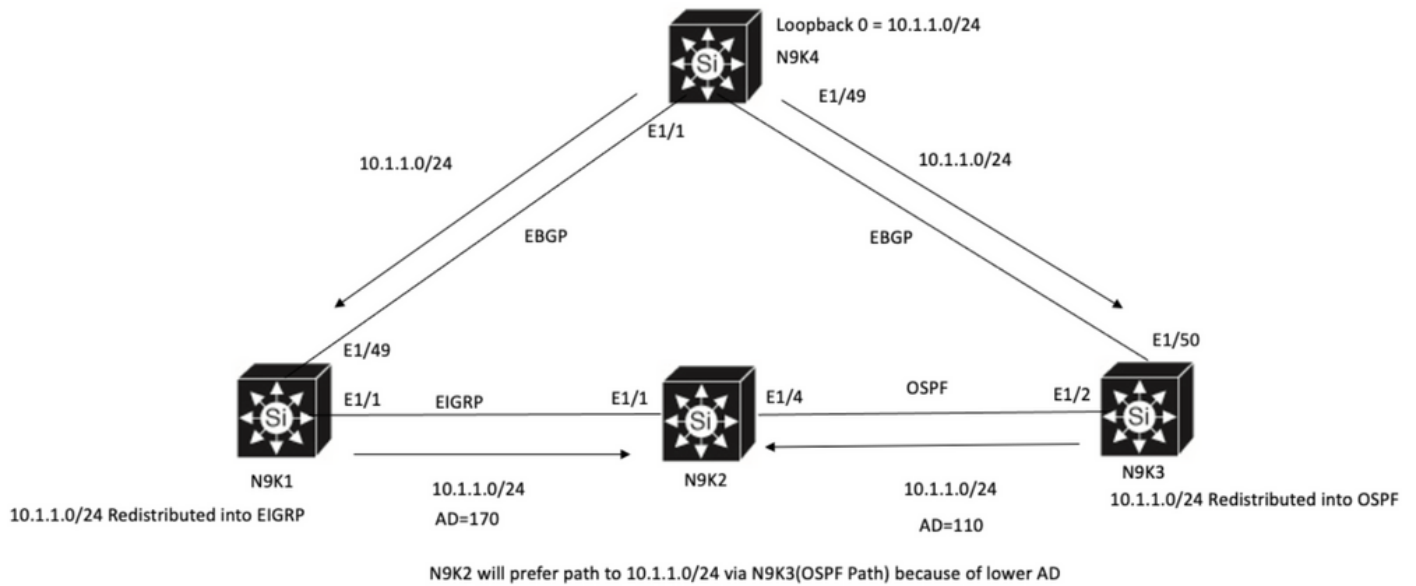 Loopback 0 = 10.1.1.0/24
Si
N9K4
E1/49
E1/1
10.1.1.0/24
10.1.1.0/24
EBGP
EBGP
E1/49
E1/50
Si
E1/1
EIGRP
E1/1
Si
E1/4
OSPF
E1/2
Si
N9K1
N9K2
N9K3
10.1.1.0/24 Redistributed into EIGRP
10.1.1.0/24
AD=170
10.1.1.0/24
AD=110
10.1.1.0/24 Redistributed into OSPF
N9K2 will prefer path to 10.1.1.0/24 via N9K3(OSPF Path) because of lower AD